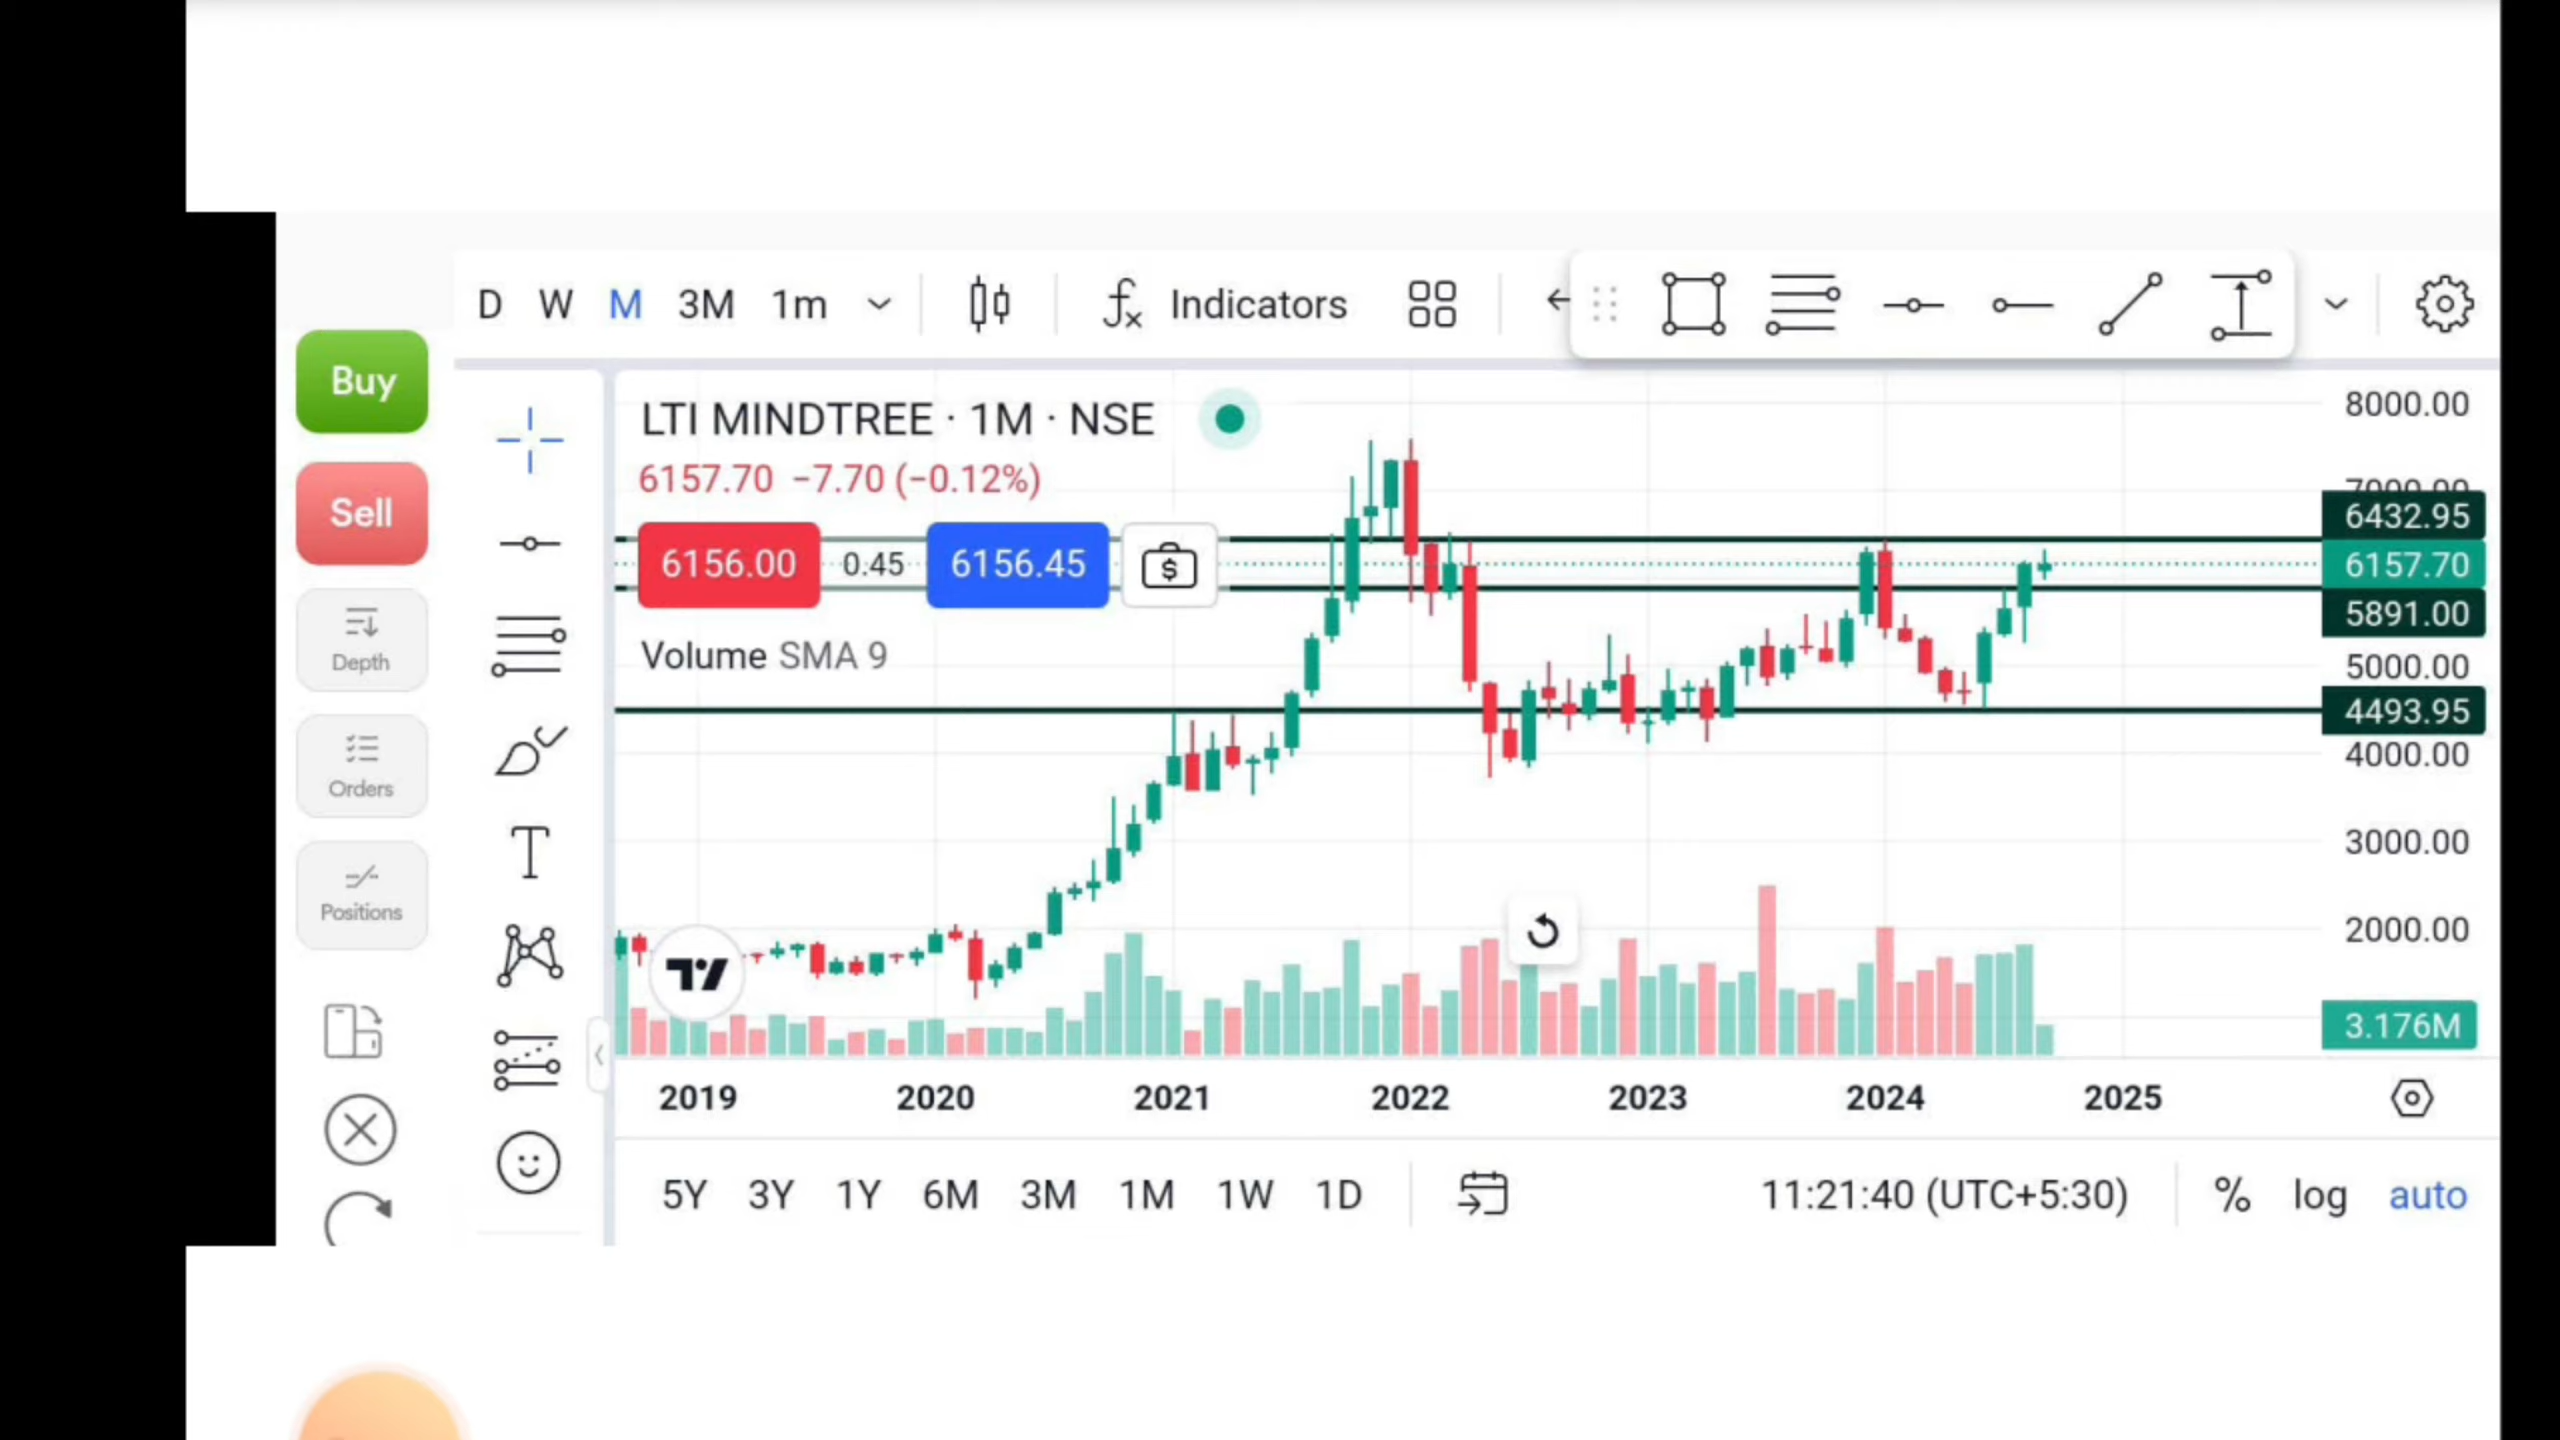 D W M 3M 1m Indicators
Buy
Sell
Depth
Orders
Positions
LTI MINDTREE · 1M · NSE
6157.70 −7.70 (−0.12%)
6156.00 0.45 6156.45
Volume SMA 9
8000.00
7000.00
6432.95
6157.70
5891.00
5000.00
4493.95
4000.00
3000.00
2000.00
3.176M
2019 2020 2021 2022 2023 2024 2025
5Y 3Y 1Y 6M 3M 1M 1W 1D 11:21:40 (UTC+5:30) % log auto